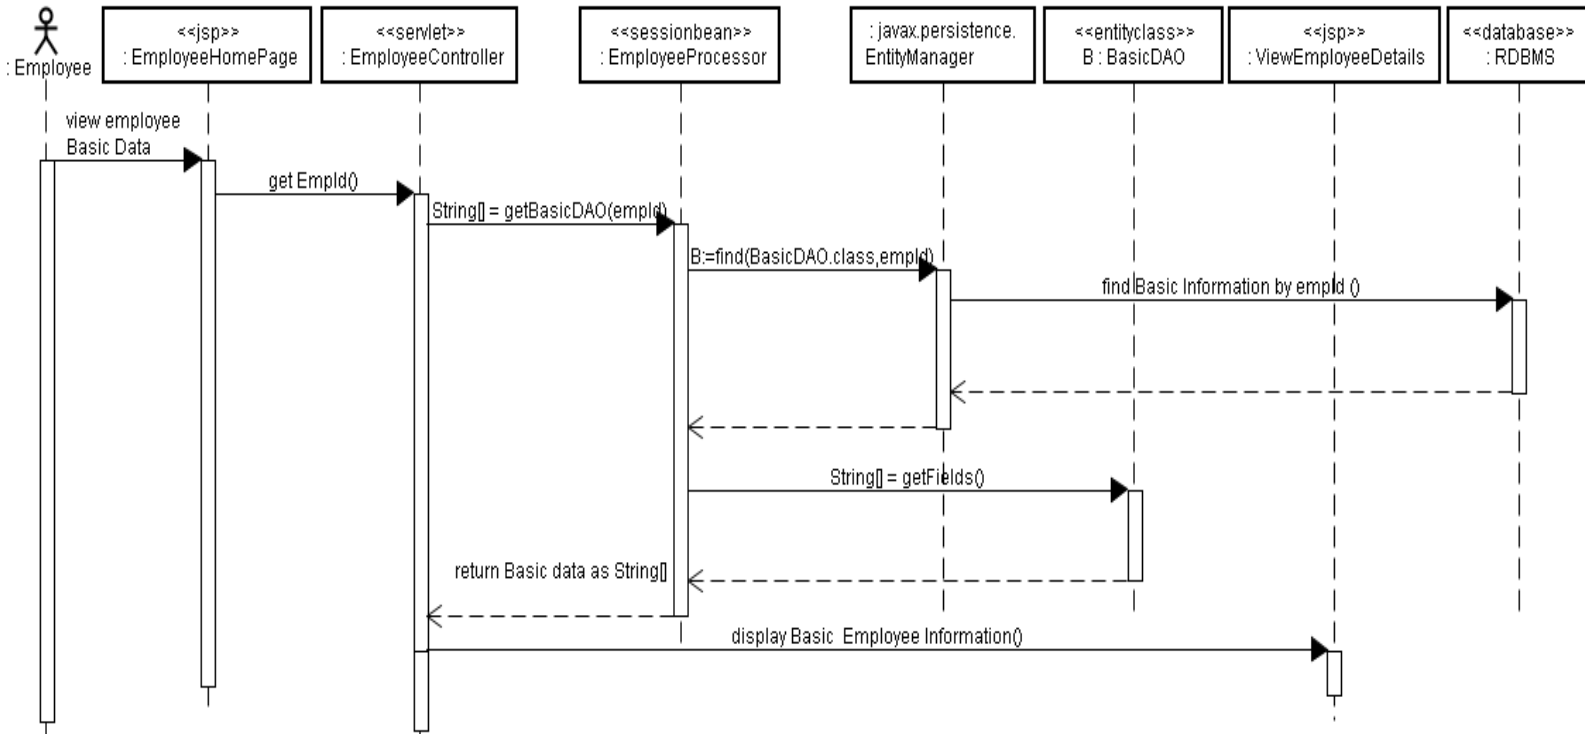 : Employee
<<jsp>>
: EmployeeHomePage
<<servlet>>
: EmployeeController
<<sessionbean>>
: EmployeeProcessor
: javax.persistence.
EntityManager
<<entityclass>>
B : BasicDAO
<<jsp>>
: ViewEmployeeDetails
<<database>>
: RDBMS
view employee
Basic Data
get EmpId()
String[] = getBasicDAO(empId)
B:=find(BasicDAO.class,empId)
find Basic Information by empId ()
String[] = getFields()
return Basic data as String[]
display Basic  Employee Information()